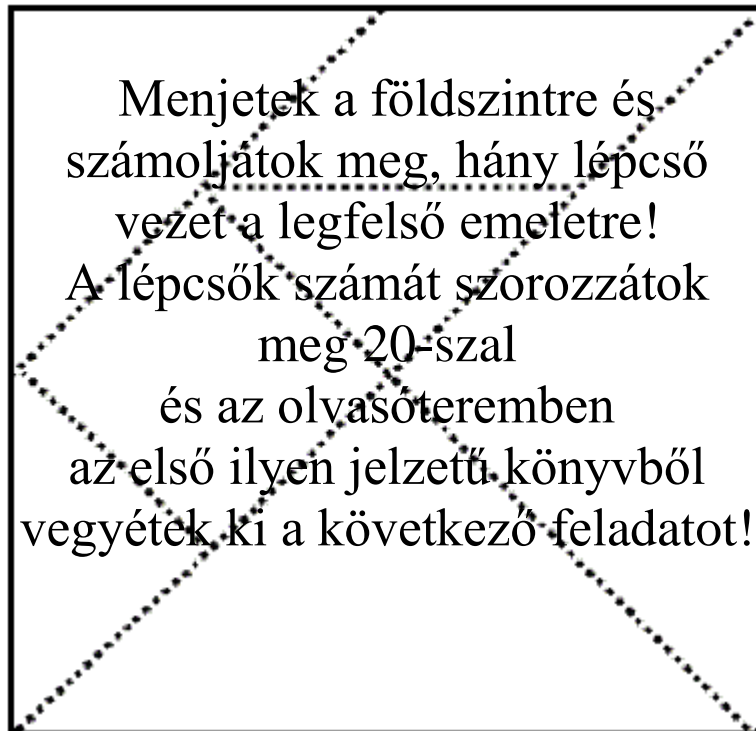 Menjetek a földszintre és
számoljátok meg, hány lépcső
vezet a legfelső emeletre!
A lépcsők számát szorozzátok
meg 20-szal
és az olvasóteremben
az első ilyen jelzetű könyvből
vegyétek ki a következő feladatot!